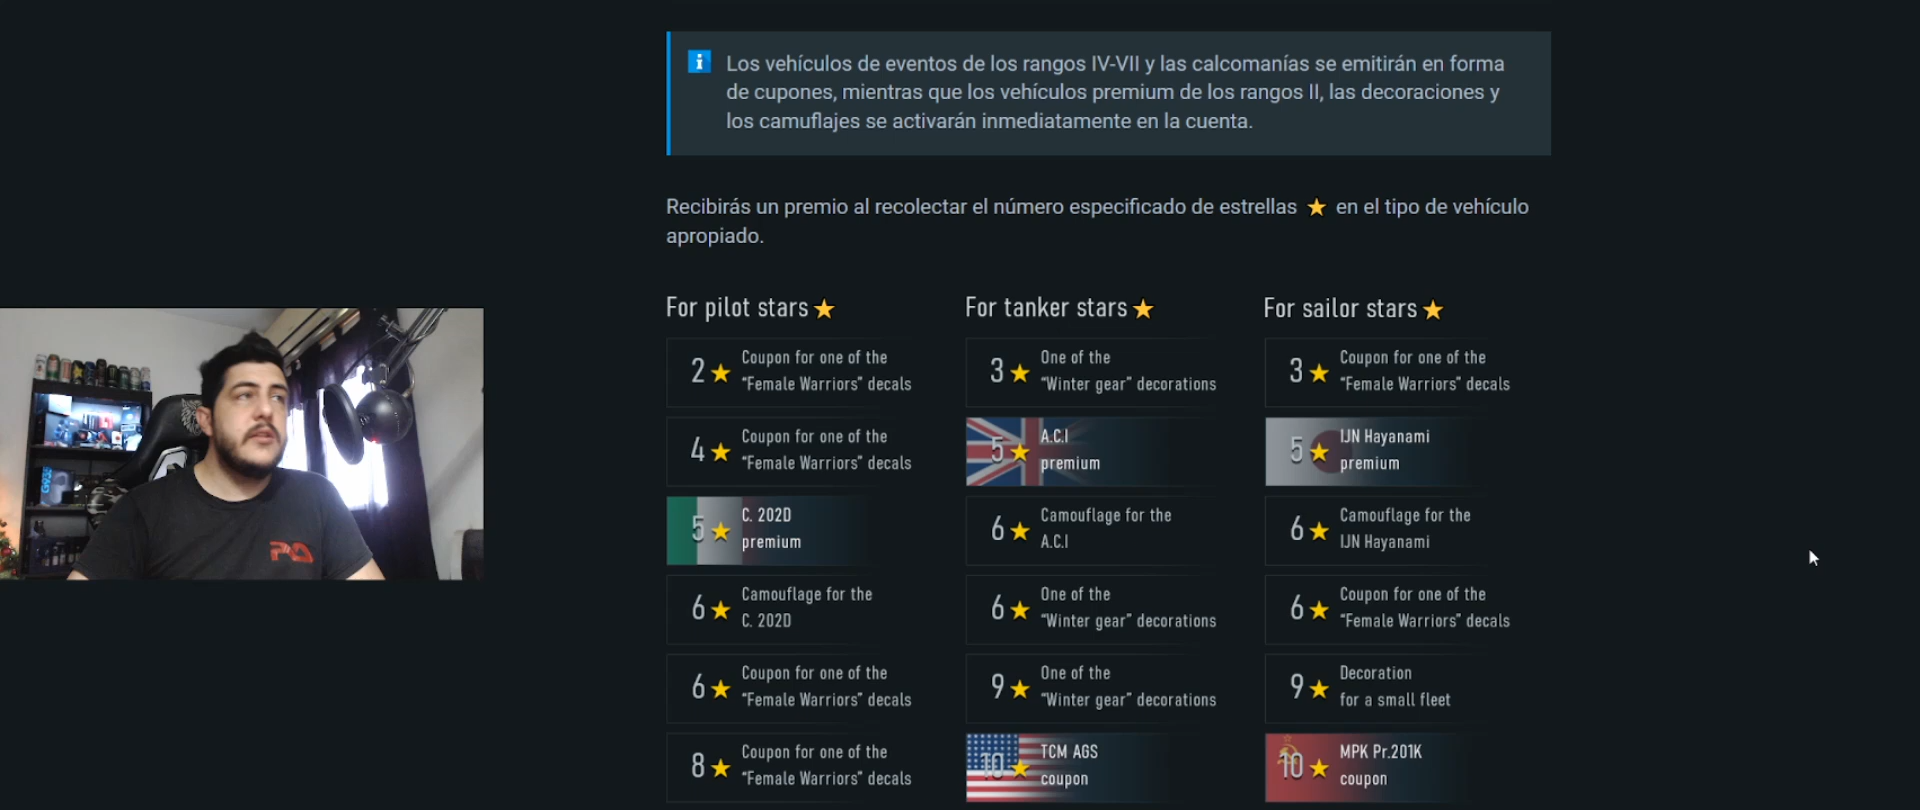 Los vehículos de eventos de los rangos IV-VII y las calcomanías se emitirán en forma
de cupones, mientras que los vehículos premium de los rangos II, las decoraciones y
los camuflajes se activarán inmediatamente en la cuenta.
Recibirás un premio al recolectar el número especificado de estrellas ★ en el tipo de vehículo
apropiado.
For pilot stars ★
2 ★ Coupon for one of the
“Female Warriors” decals
4 ★ Coupon for one of the
“Female Warriors” decals
5 ★ C. 202D
premium
6 ★ Camouflage for the
C. 202D
6 ★ Coupon for one of the
“Female Warriors” decals
8 ★ Coupon for one of the
“Female Warriors” decals
For tanker stars ★
3 ★ One of the
“Winter gear” decorations
5 ★ A.C.I
premium
6 ★ Camouflage for the
A.C.I
6 ★ One of the
“Winter gear” decorations
9 ★ One of the
“Winter gear” decorations
10 ★ TCM AGS
coupon
For sailor stars ★
3 ★ Coupon for one of the
“Female Warriors” decals
5 ★ IJN Hayanami
premium
6 ★ Camouflage for the
IJN Hayanami
6 ★ Coupon for one of the
“Female Warriors” decals
9 ★ Decoration
for a small fleet
10 ★ MPK Pr.201K
coupon